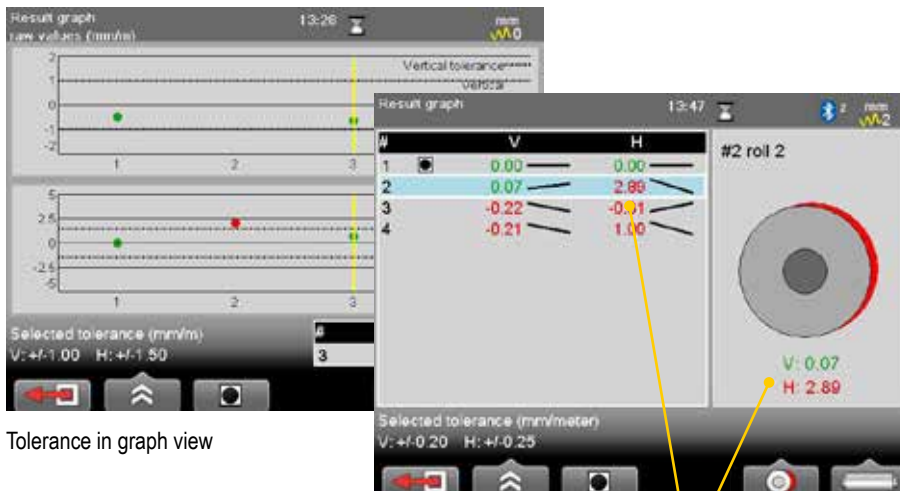 Result graph 13:26 mm
raw values (mm/m) 0
2
1
0
-1
-2
Vertical tolerance
Vertical
1 2 3
5
2.5
0
-2.5
-5
1 2 3
Selected tolerance (mm/m)
V: +/-1.00 H: +/-1.50
#
3
Tolerance in graph view
Result graph 13:47 2 mm
2
# V H
1 0.00 0.00
2 0.07 2.89
3 -0.22
4 -0.21 1.00
#2 roll 2
V: 0.07
H: 2.89
Selected tolerance (mm/meter)
V: +/-0.20 H: +/-0.25